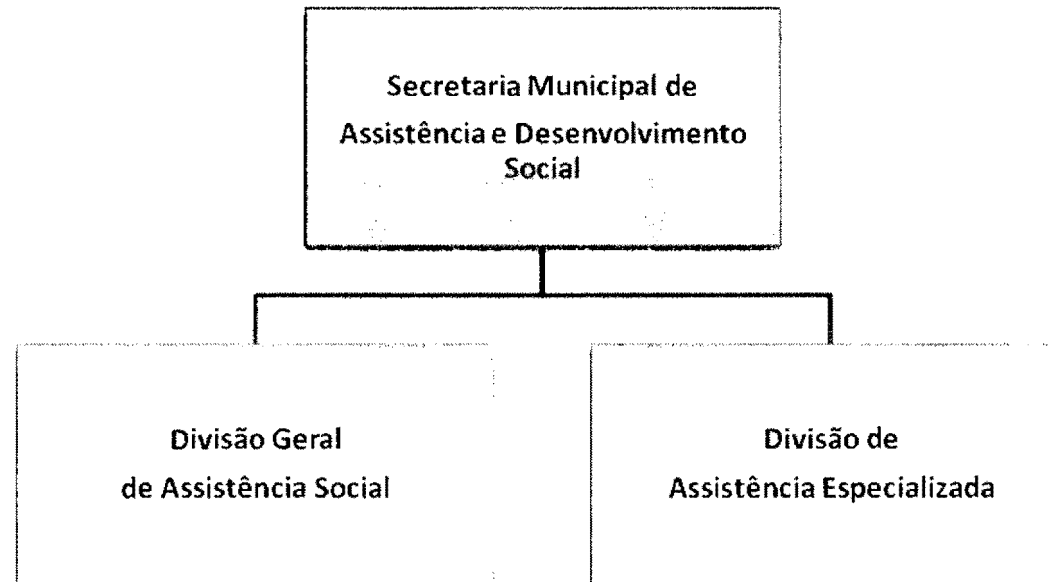 Secretaria Municipal de
Assistência e Desenvolvimento
Social
Divisão Geral
de Assistência Social
Divisão de
Assistência Especializada